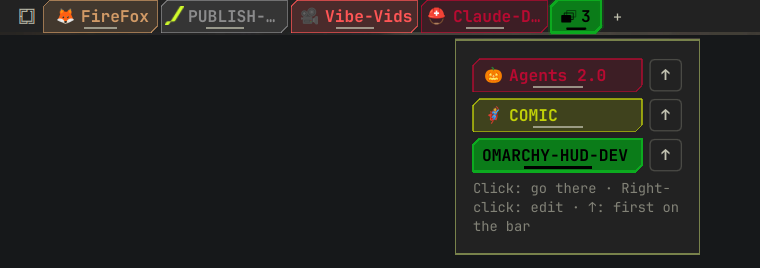 FireFox PUBLISH-… Vibe-Vids Claude-D… 3 +
Agents 2.0 ↑
COMIC ↑
OMARCHY-HUD-DEV ↑
Click: go there · Right-
click: edit · ↑: first on
the bar